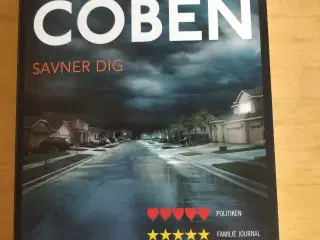 COBEN
SAVNER DIG
POLITIKEN
FAMILIE JOURNAL